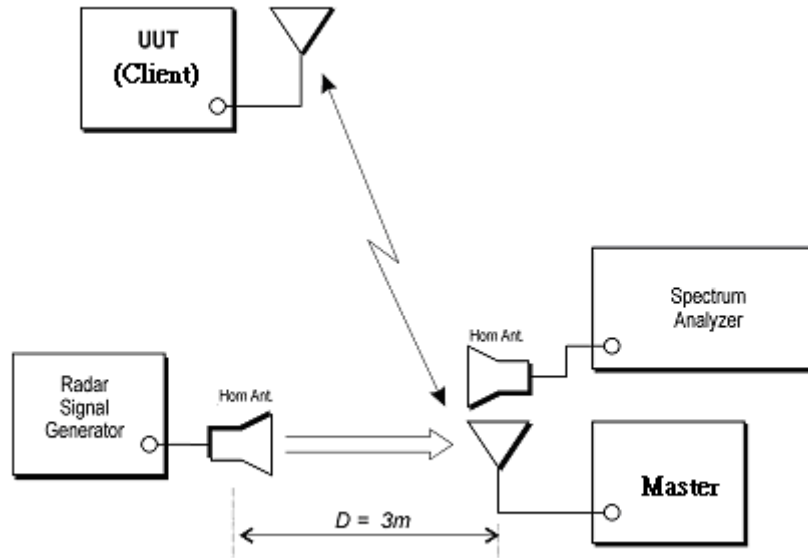 UUT
(Client)
Spectrum
Analyzer
Horn Ant.
Radar
Signal
Generator
Horn Ant.
Master
D = 3m